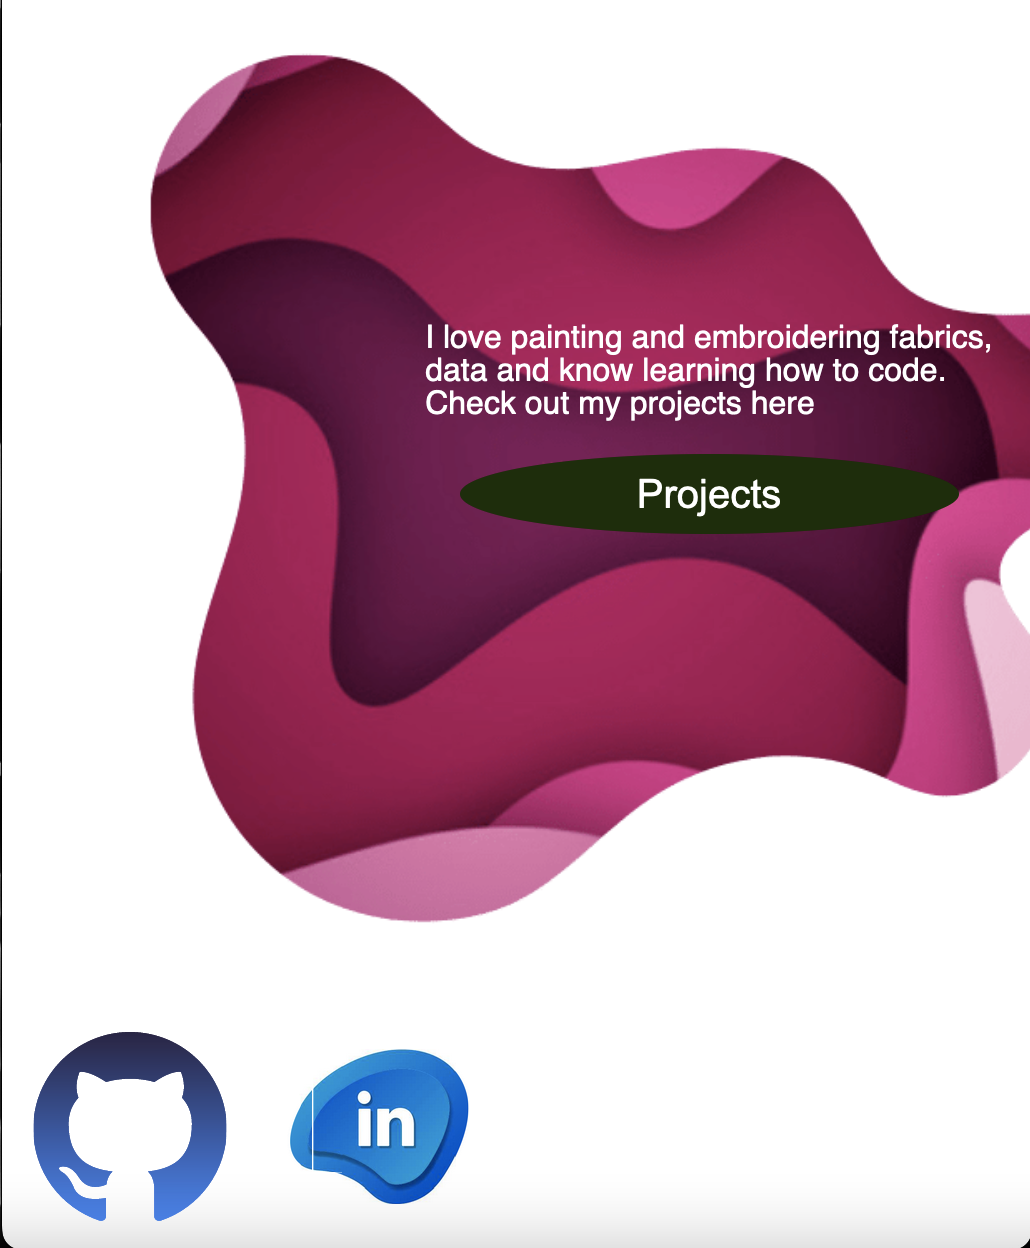 I love painting and embroidering fabrics,
data and know learning how to code.
Check out my projects here
Projects
in